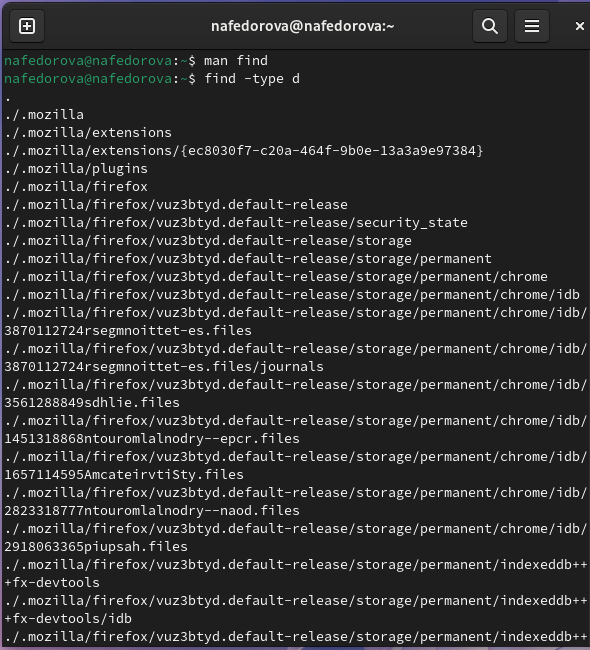 nafedorova@nafedorova:~
nafedorova@nafedorova:~$ man find
nafedorova@nafedorova:~$ find -type d
.
./.mozilla
./.mozilla/extensions
./.mozilla/extensions/{ec8030f7-c20a-464f-9b0e-13a3a9e97384}
./.mozilla/plugins
./.mozilla/firefox
./.mozilla/firefox/vuz3btyd.default-release
./.mozilla/firefox/vuz3btyd.default-release/security_state
./.mozilla/firefox/vuz3btyd.default-release/storage
./.mozilla/firefox/vuz3btyd.default-release/storage/permanent
./.mozilla/firefox/vuz3btyd.default-release/storage/permanent/chrome
./.mozilla/firefox/vuz3btyd.default-release/storage/permanent/chrome/idb
./.mozilla/firefox/vuz3btyd.default-release/storage/permanent/chrome/idb/
3870112724rsegmnoittet-es.files
./.mozilla/firefox/vuz3btyd.default-release/storage/permanent/chrome/idb/
3870112724rsegmnoittet-es.files/journals
./.mozilla/firefox/vuz3btyd.default-release/storage/permanent/chrome/idb/
3561288849sdhlie.files
./.mozilla/firefox/vuz3btyd.default-release/storage/permanent/chrome/idb/
1451318868ntouromlalnodry--epcr.files
./.mozilla/firefox/vuz3btyd.default-release/storage/permanent/chrome/idb/
1657114595AmcateirvtiSty.files
./.mozilla/firefox/vuz3btyd.default-release/storage/permanent/chrome/idb/
2823318777ntouromlalnodry--naod.files
./.mozilla/firefox/vuz3btyd.default-release/storage/permanent/chrome/idb/
2918063365piupsah.files
./.mozilla/firefox/vuz3btyd.default-release/storage/permanent/indexeddb++
+fx-devtools
./.mozilla/firefox/vuz3btyd.default-release/storage/permanent/indexeddb++
+fx-devtools/idb
./.mozilla/firefox/vuz3btyd.default-release/storage/permanent/indexeddb++